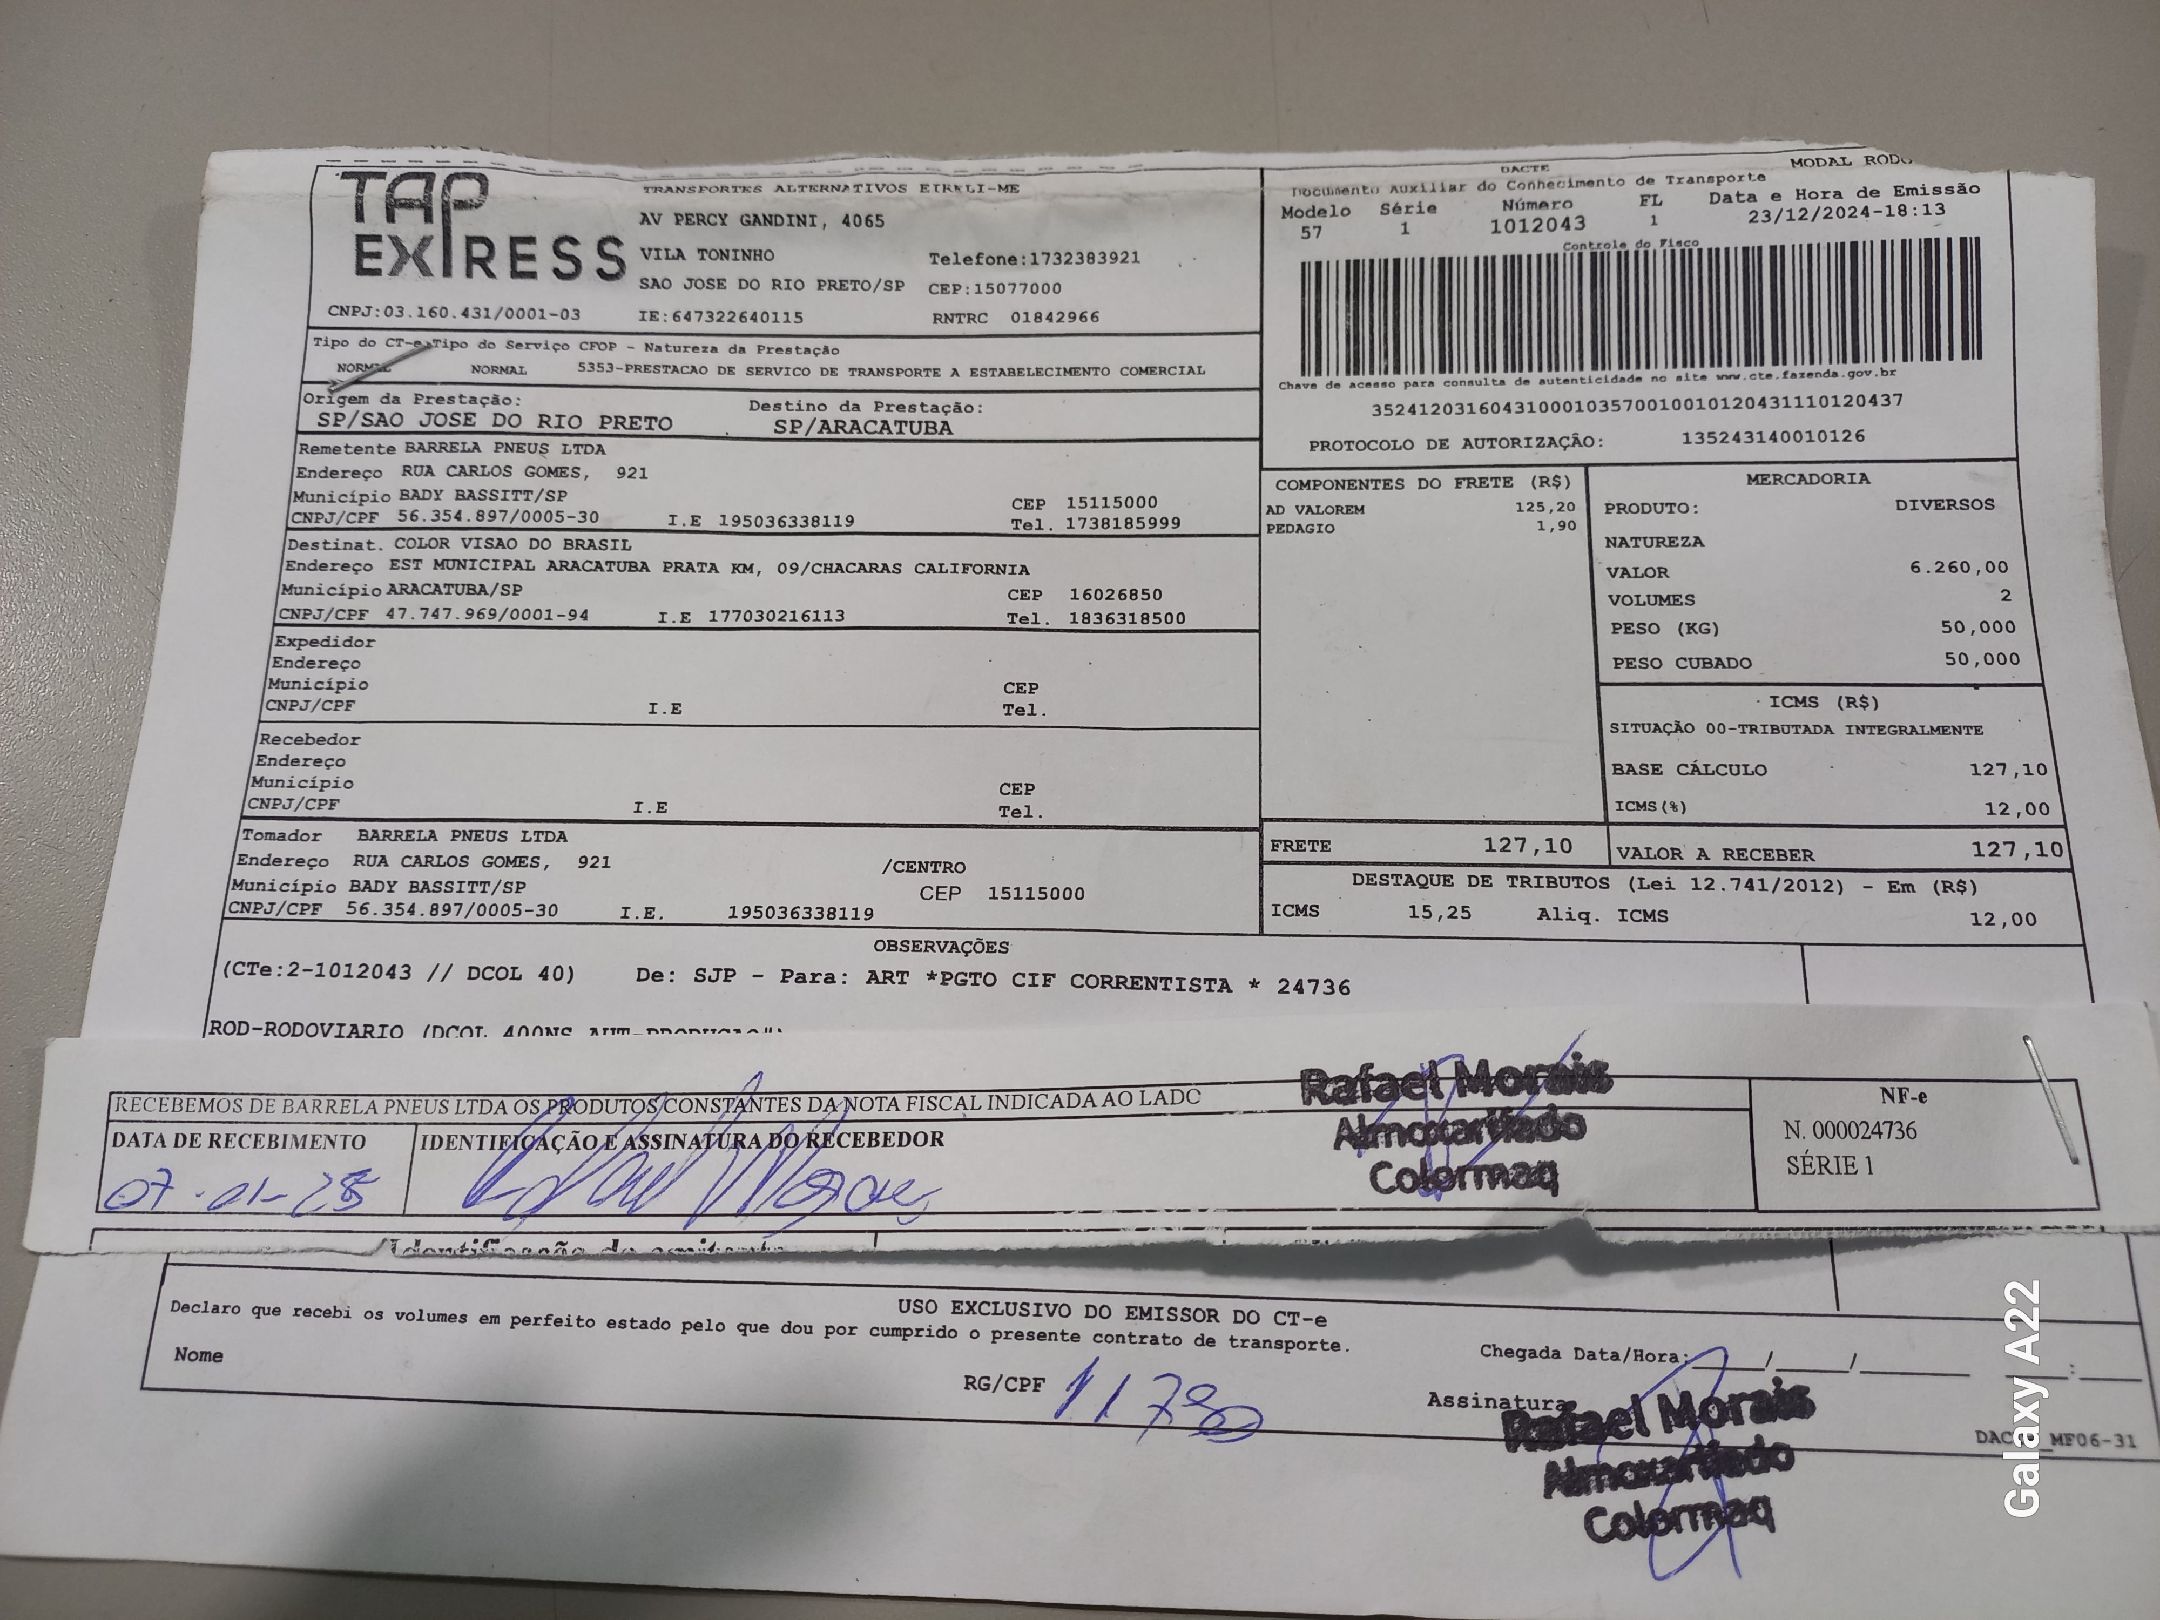 TAP
EXPRESS
TRANSPORTES ALTERNATIVOS EIRELI-ME
AV PERCY GANDINI, 4065
VILA TONINHO Telefone:1732383921
SAO JOSE DO RIO PRETO/SP CEP:15077000
CNPJ:03.160.431/0001-03 IE:647322640115 RNTRC 01842966
DACTE MODAL
Documento Auxiliar do Conhecimento de Transporte
Modelo Série Número FL Data e Hora de Emissão
57 1 1012043 1 23/12/2024-18:13
Controle do Fisco
Chave de acesso para consulta de autenticidade no site www.cte.fazenda.gov.br
35241203160431000103570010010120431110120437
PROTOCOLO DE AUTORIZAÇÃO: 135243140010126
Tipo do CT-e Tipo do Serviço CFOP - Natureza da Prestação
NORMAL NORMAL 5353-PRESTACAO DE SERVICO DE TRANSPORTE A ESTABELECIMENTO COMERCIAL
Origem da Prestação: Destino da Prestação:
SP/SAO JOSE DO RIO PRETO SP/ARACATUBA
Remetente BARRELA PNEUS LTDA
Endereço RUA CARLOS GOMES, 921
Município BADY BASSITT/SP CEP 15115000
CNPJ/CPF 56.354.897/0005-30 I.E 195036338119 Tel. 1738185999
Destinat. COLOR VISAO DO BRASIL
Endereço EST MUNICIPAL ARACATUBA PRATA KM, 09/CHACARAS CALIFORNIA
Município ARACATUBA/SP CEP 16026850
CNPJ/CPF 47.747.969/0001-94 I.E 177030216113 Tel. 1836318500
Expedidor
Endereço
Município CEP
CNPJ/CPF I.E Tel.
Recebedor
Endereço
Município CEP
CNPJ/CPF I.E Tel.
Tomador BARRELA PNEUS LTDA
Endereço RUA CARLOS GOMES, 921 /CENTRO
Município BADY BASSITT/SP CEP 15115000
CNPJ/CPF 56.354.897/0005-30 I.E. 195036338119
COMPONENTES DO FRETE (R$)
AD VALOREM 125,20
PEDAGIO 1,90
MERCADORIA
PRODUTO: DIVERSOS
NATUREZA
VALOR 6.260,00
VOLUMES 2
PESO (KG) 50,000
PESO CUBADO 50,000
ICMS (R$)
SITUAÇÃO 00-TRIBUTADA INTEGRALMENTE
BASE CÁLCULO 127,10
ICMS(%) 12,00
FRETE 127,10 VALOR A RECEBER 127,10
DESTAQUE DE TRIBUTOS (Lei 12.741/2012) - Em (R$)
ICMS 15,25 Aliq. ICMS 12,00
OBSERVAÇÕES
(CTe:2-1012043 // DCOL 40) De: SJP - Para: ART *PGTO CIF CORRENTISTA * 24736
ROD-RODOVIARIO (DCOL
RECEBEMOS DE BARRELA PNEUS LTDA OS PRODUTOS CONSTANTES DA NOTA FISCAL INDICADA AO LADO
DATA DE RECEBIMENTO IDENTIFICAÇÃO E ASSINATURA DO RECEBEDOR
07-01-25
Rafael Morais
Almoxarifado
Colormaq
NF-e
N. 000024736
SÉRIE 1
Identificação do emitente
USO EXCLUSIVO DO EMISSOR DO CT-e
Declaro que recebi os volumes em perfeito estado pelo que dou por cumprido o presente contrato de transporte.
Nome RG/CPF Chegada Data/Hora:____/____/______ ___:____
Assinatura
Rafael Morais
Almoxarifado
Colormaq
MF06-31
Galaxy A22